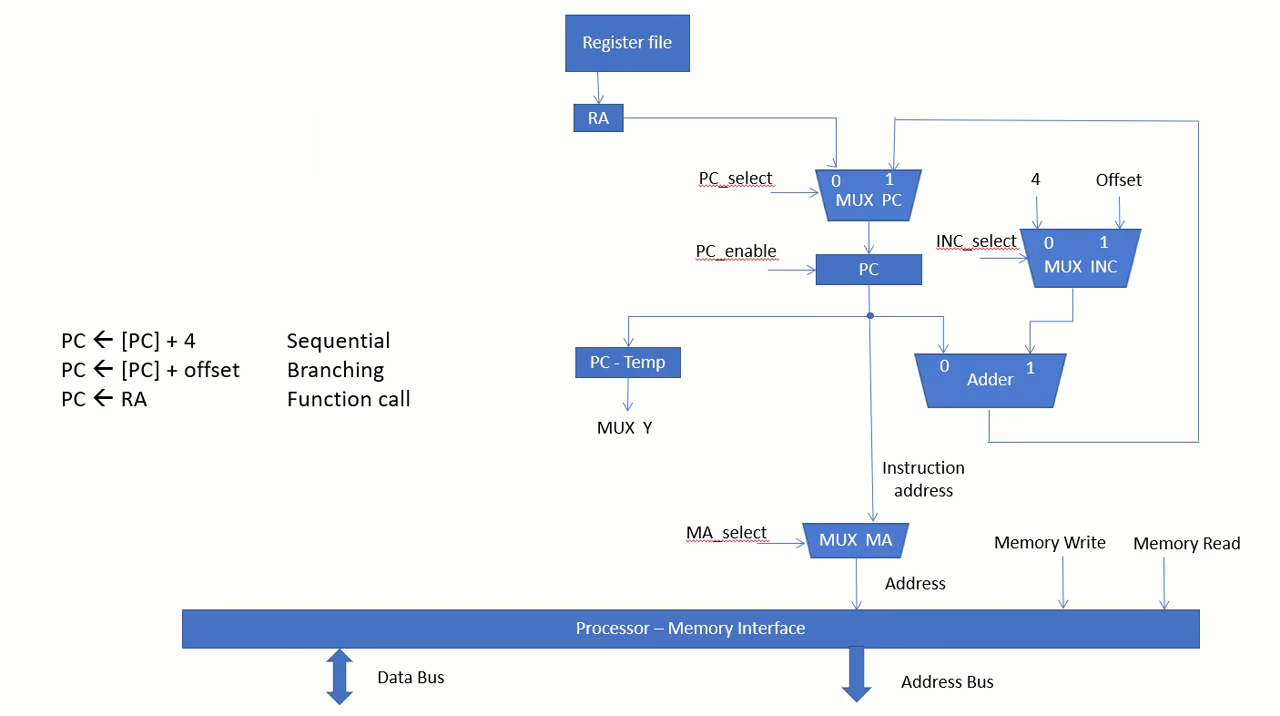 Register file
RA
PC_select
0 1
MUX PC
4
Offset
PC_enable
PC
INC_select
0 1
MUX INC
PC ← [PC] + 4 Sequential
PC ← [PC] + offset Branching
PC ← RA Function call
PC - Temp
MUX Y
0 1
Adder
Instruction
address
MA_select
MUX MA
Memory Write
Memory Read
Address
Processor – Memory Interface
Data Bus
Address Bus